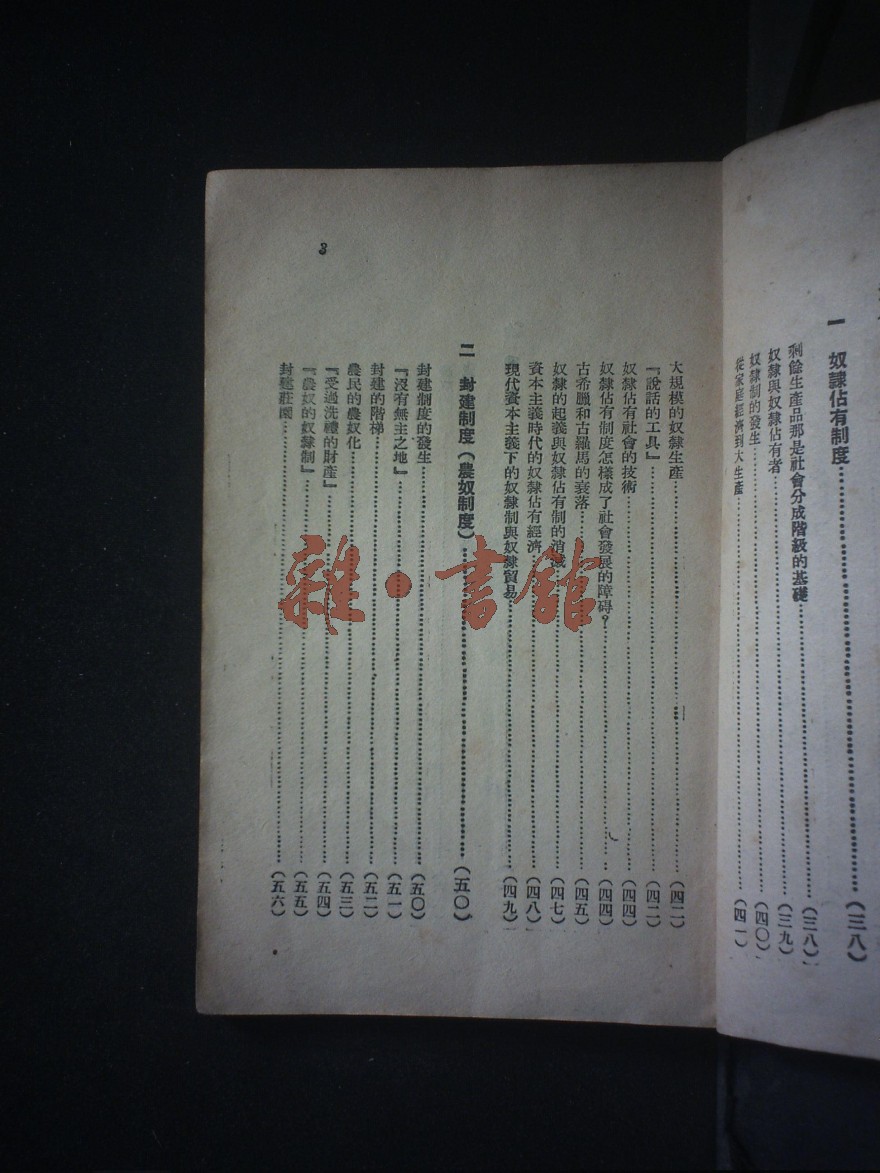 一 奴隸佔有制度……(三八)
剩餘生產品那是社會分成階級的基礎……(三八)
奴隸與奴隸佔有者……(三九)
奴隸制的發生……(四〇)
從家庭經濟到大生產……(四一)
大規模的奴隸生產……(四二)
『說話的工具』……(四二)
奴隸佔有社會的技術……(四四)
奴隸佔有制度怎樣成了社會發展的障碍？……(四四)
古希臘和古羅馬的衰落……(四五)
奴隸的起義與奴隸佔有制的消滅……(四七)
資本主義時代的奴隸佔有經濟……(四八)
現代資本主義下的奴隸制與奴隸貿易……(四九)
二 封建制度（農奴制度）……(五〇)
封建制度的發生……(五〇)
『沒有無主之地』……(五一)
封建的階梯……(五二)
農民的農奴化……(五三)
『受過洗禮的財產』……(五四)
『農奴的奴隸制』……(五五)
封建莊園……(五六)
3
雜·書館